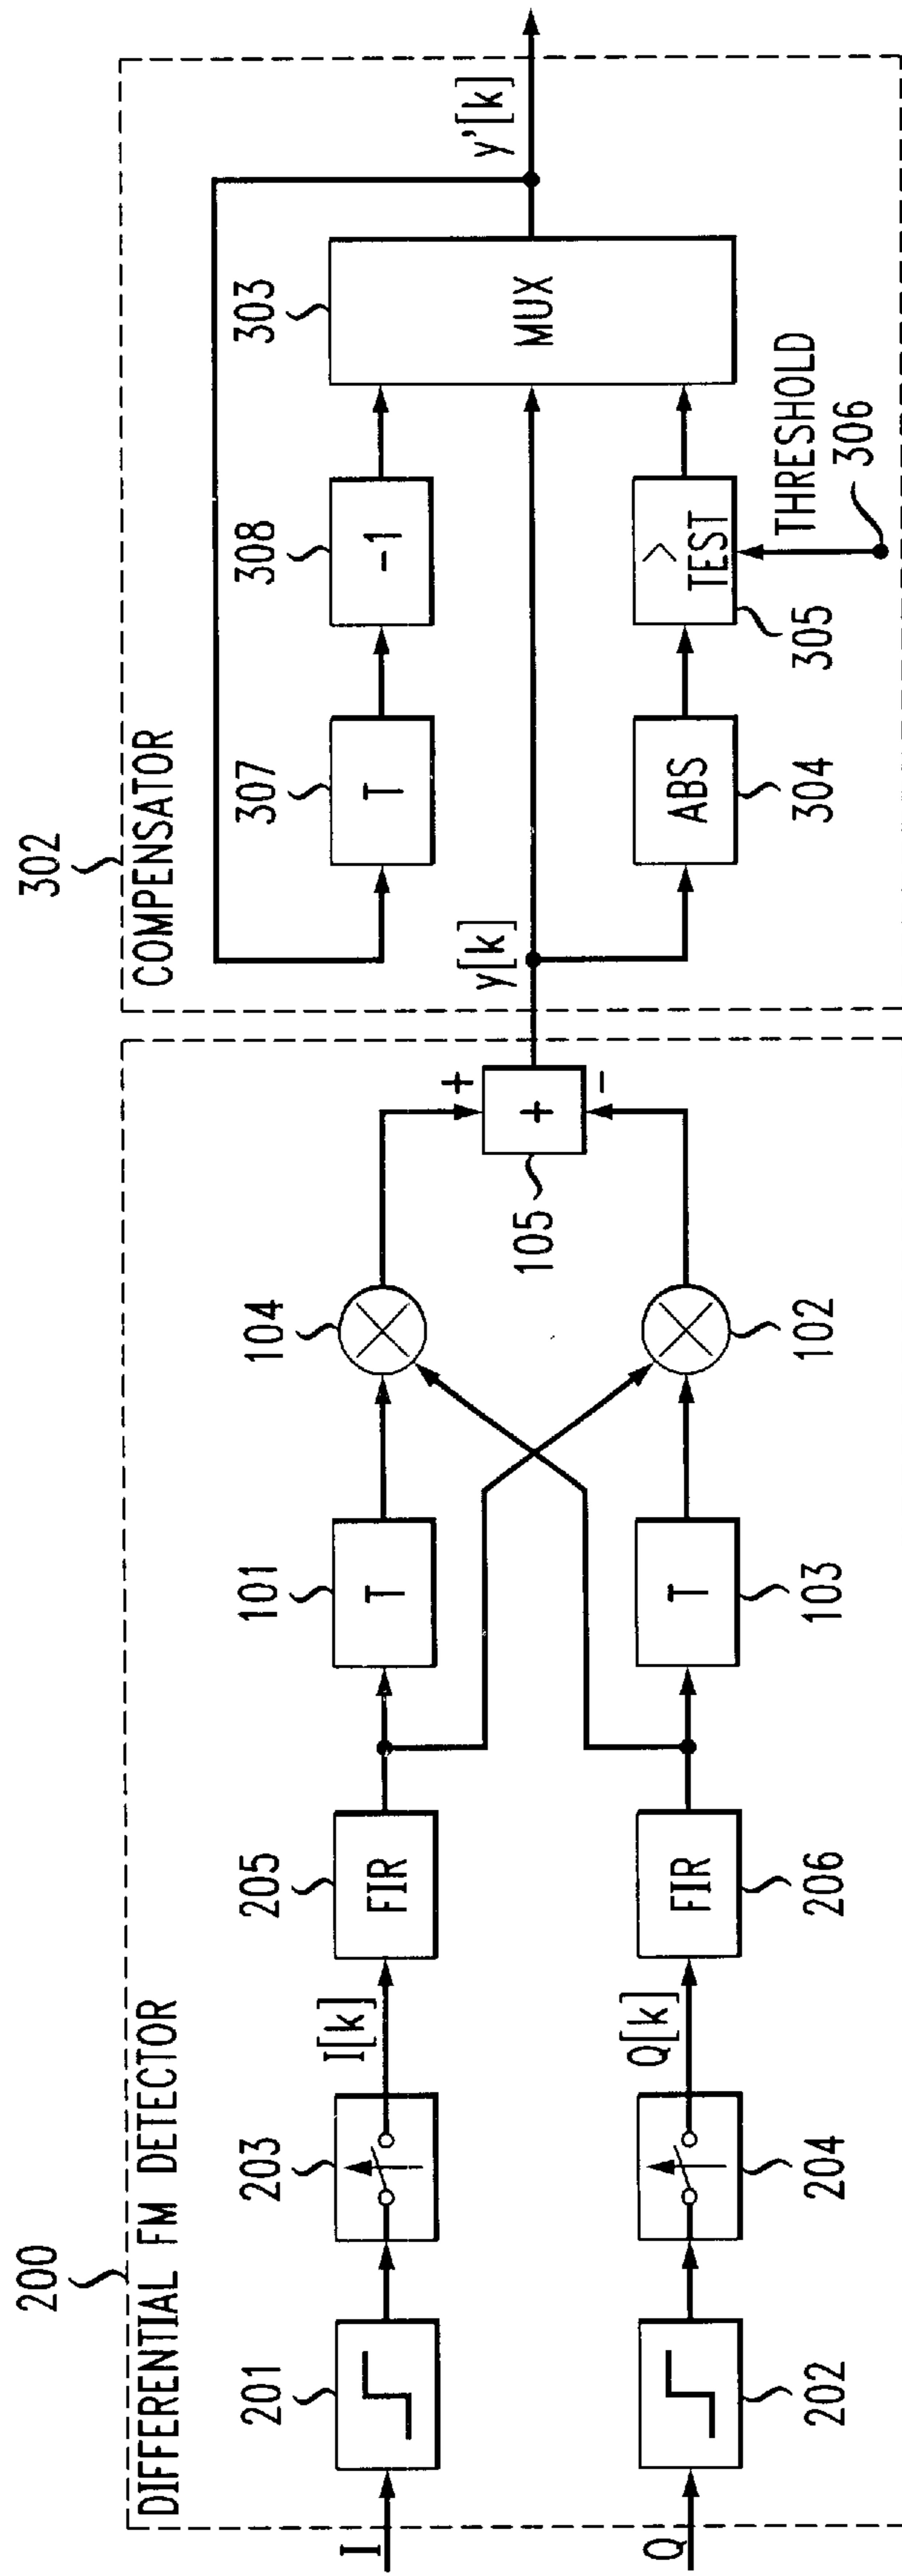 302
COMPENSATOR
307
T
308
-1
303
MUX
y'[k]
y[k]
ABS
304
>
TEST
305
THRESHOLD
306
200
DIFFERENTIAL FM DETECTOR
I
201
203
I[k]
205
FIR
101
T
104
+
+
-
105
Q
202
204
Q[k]
FIR
206
T
103
102